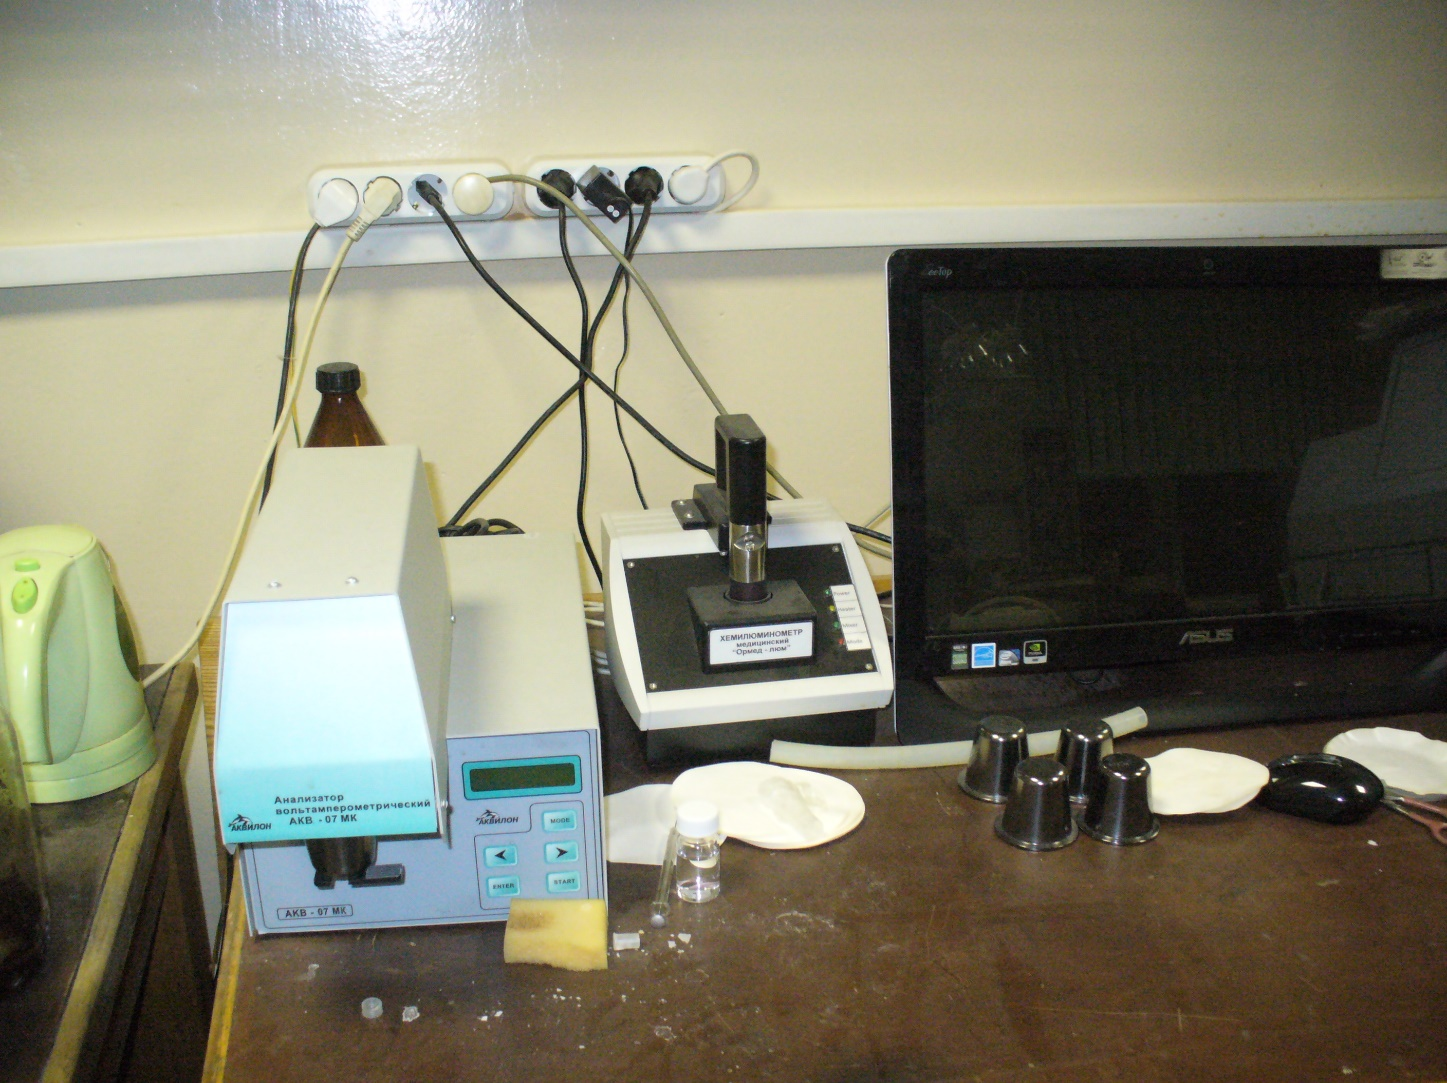 eeTop
ХЕМИЛЮМИНОМЕТР
медицинский
"Ормед - люм"
Power
ASUS
Анализатор
вольтамперометрический
АКВ - 07 МК
АКВИЛОН
АКВИЛОН
MODE
ENTER
START
АКВ - 07 МК